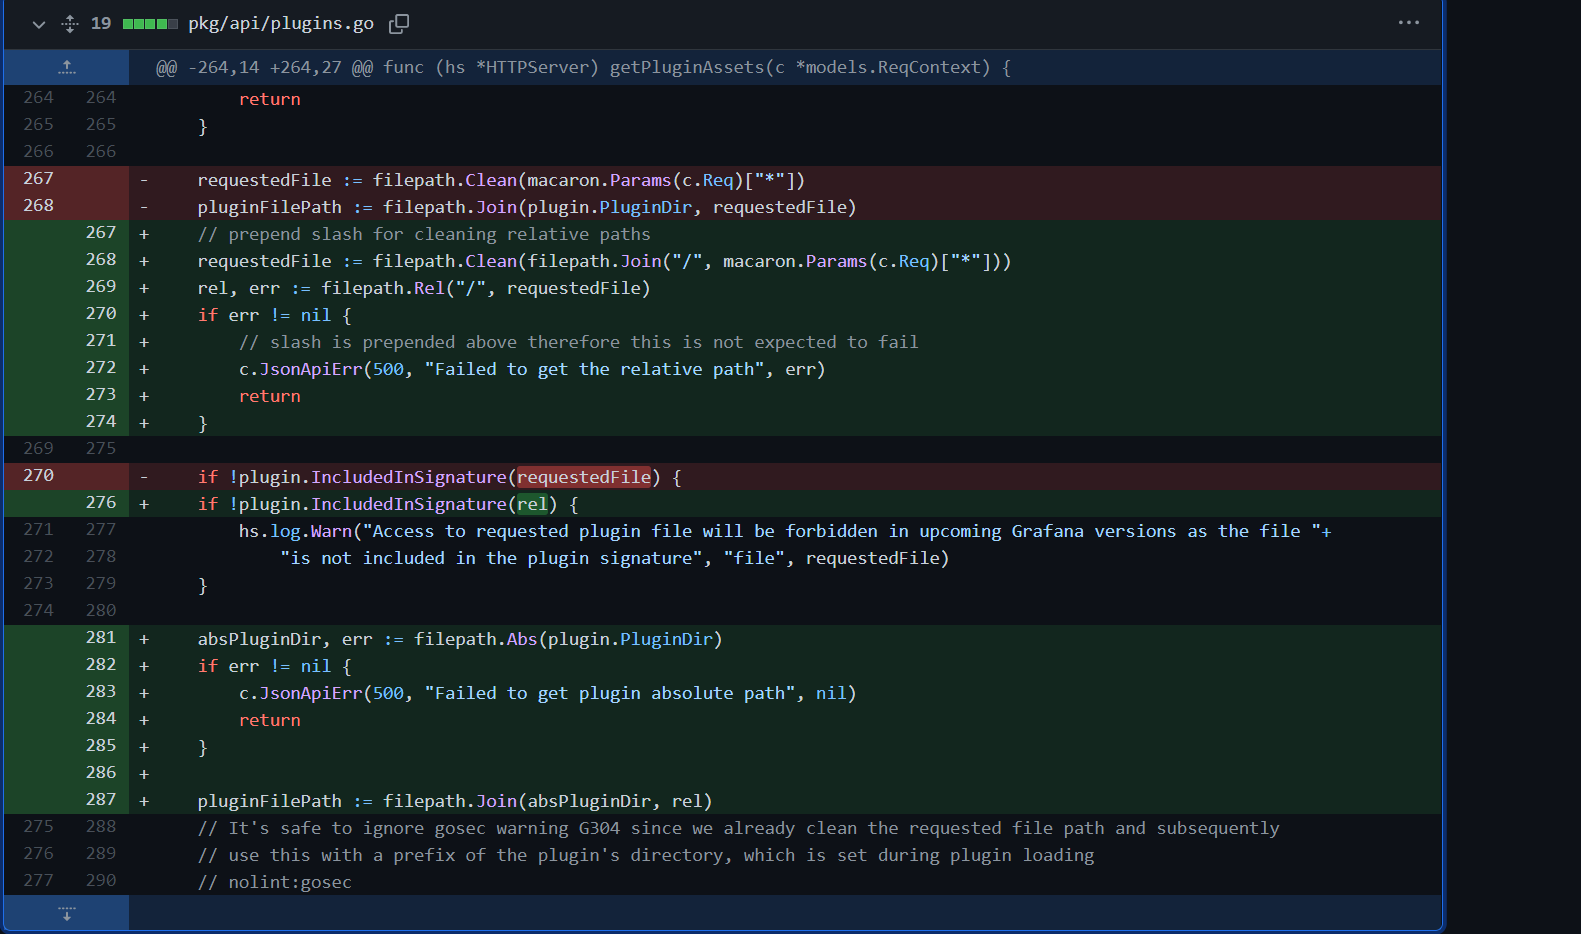 19 pkg/api/plugins.go
@@ -264,14 +264,27 @@ func (hs *HTTPServer) getPluginAssets(c *models.ReqContext) {
264 264 return
265 265 }
266 266
267 - requestedFile := filepath.Clean(macaron.Params(c.Req)["*"])
268 - pluginFilePath := filepath.Join(plugin.PluginDir, requestedFile)
267 + // prepend slash for cleaning relative paths
268 + requestedFile := filepath.Clean(filepath.Join("/", macaron.Params(c.Req)["*"]))
269 + rel, err := filepath.Rel("/", requestedFile)
270 + if err != nil {
271 + // slash is prepended above therefore this is not expected to fail
272 + c.JsonApiErr(500, "Failed to get the relative path", err)
273 + return
274 + }
269 275
270 - if !plugin.IncludedInSignature(requestedFile) {
276 + if !plugin.IncludedInSignature(rel) {
271 277 hs.log.Warn("Access to requested plugin file will be forbidden in upcoming Grafana versions as the file "+
272 278 "is not included in the plugin signature", "file", requestedFile)
273 279 }
274 280
281 + absPluginDir, err := filepath.Abs(plugin.PluginDir)
282 + if err != nil {
283 + c.JsonApiErr(500, "Failed to get plugin absolute path", nil)
284 + return
285 + }
286 +
287 + pluginFilePath := filepath.Join(absPluginDir, rel)
275 288 // It's safe to ignore gosec warning G304 since we already clean the requested file path and subsequently
276 289 // use this with a prefix of the plugin's directory, which is set during plugin loading
277 290 // nolint:gosec